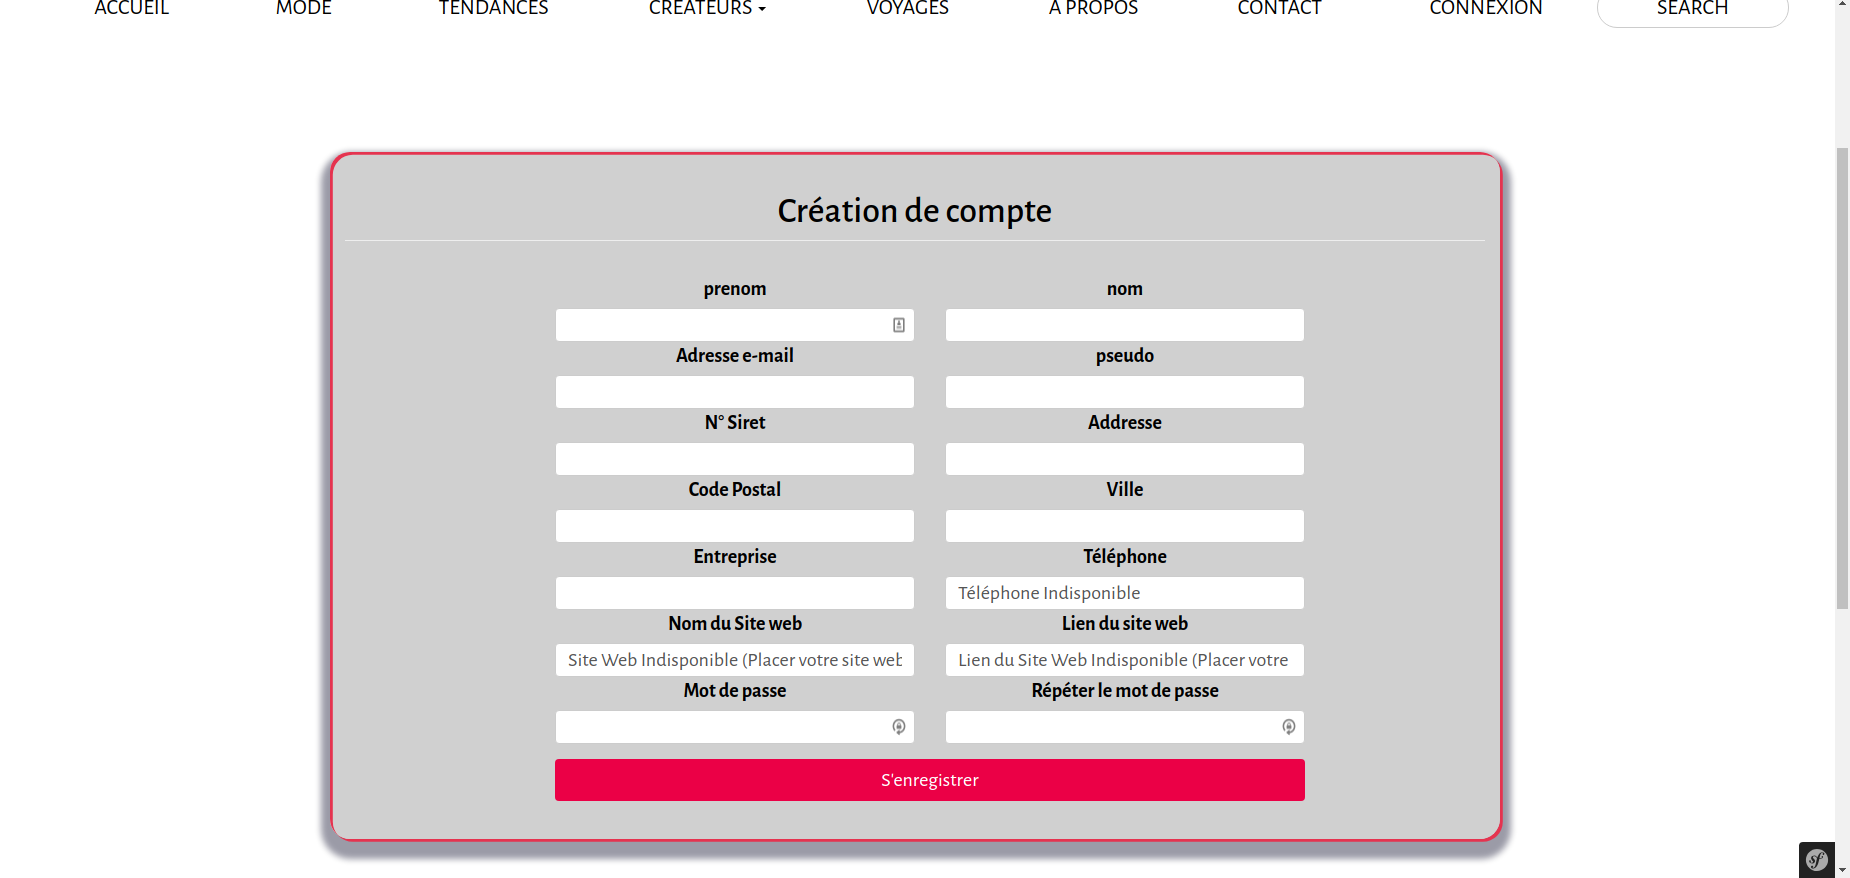 ACCUEIL MODE TENDANCES CREATEURS VOYAGES A PROPOS CONTACT CONNEXION SEARCH
Création de compte
prenom nom
Adresse e-mail pseudo
N° Siret Addresse
Code Postal Ville
Entreprise Téléphone
Téléphone Indisponible
Nom du Site web Lien du site web
Site Web Indisponible (Placer votre site web Lien du Site Web Indisponible (Placer votre
Mot de passe Répéter le mot de passe
S'enregistrer
sf